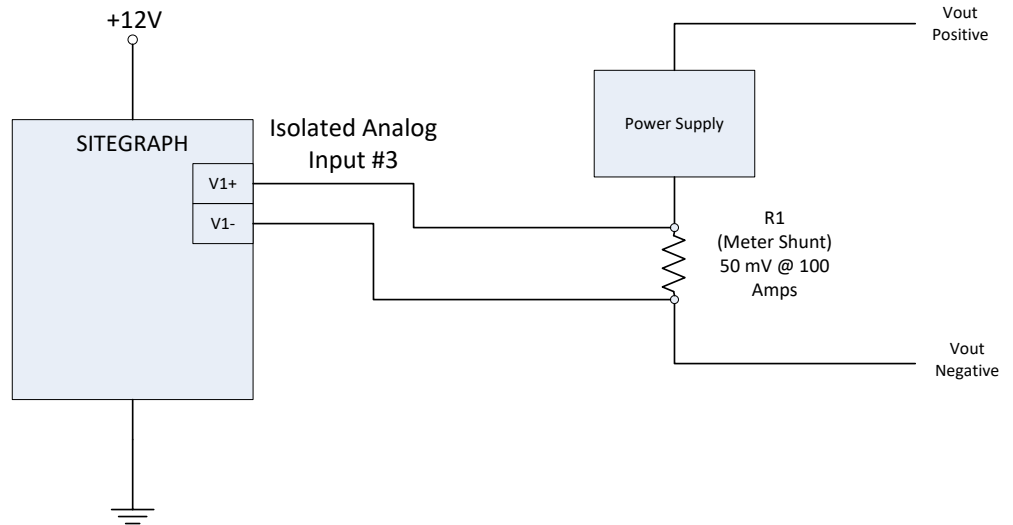 +12V
SITEGRAPH
V1+
V1-
Isolated Analog
Input #3
Power Supply
Vout
Positive
R1
(Meter Shunt)
50 mV @ 100
Amps
Vout
Negative